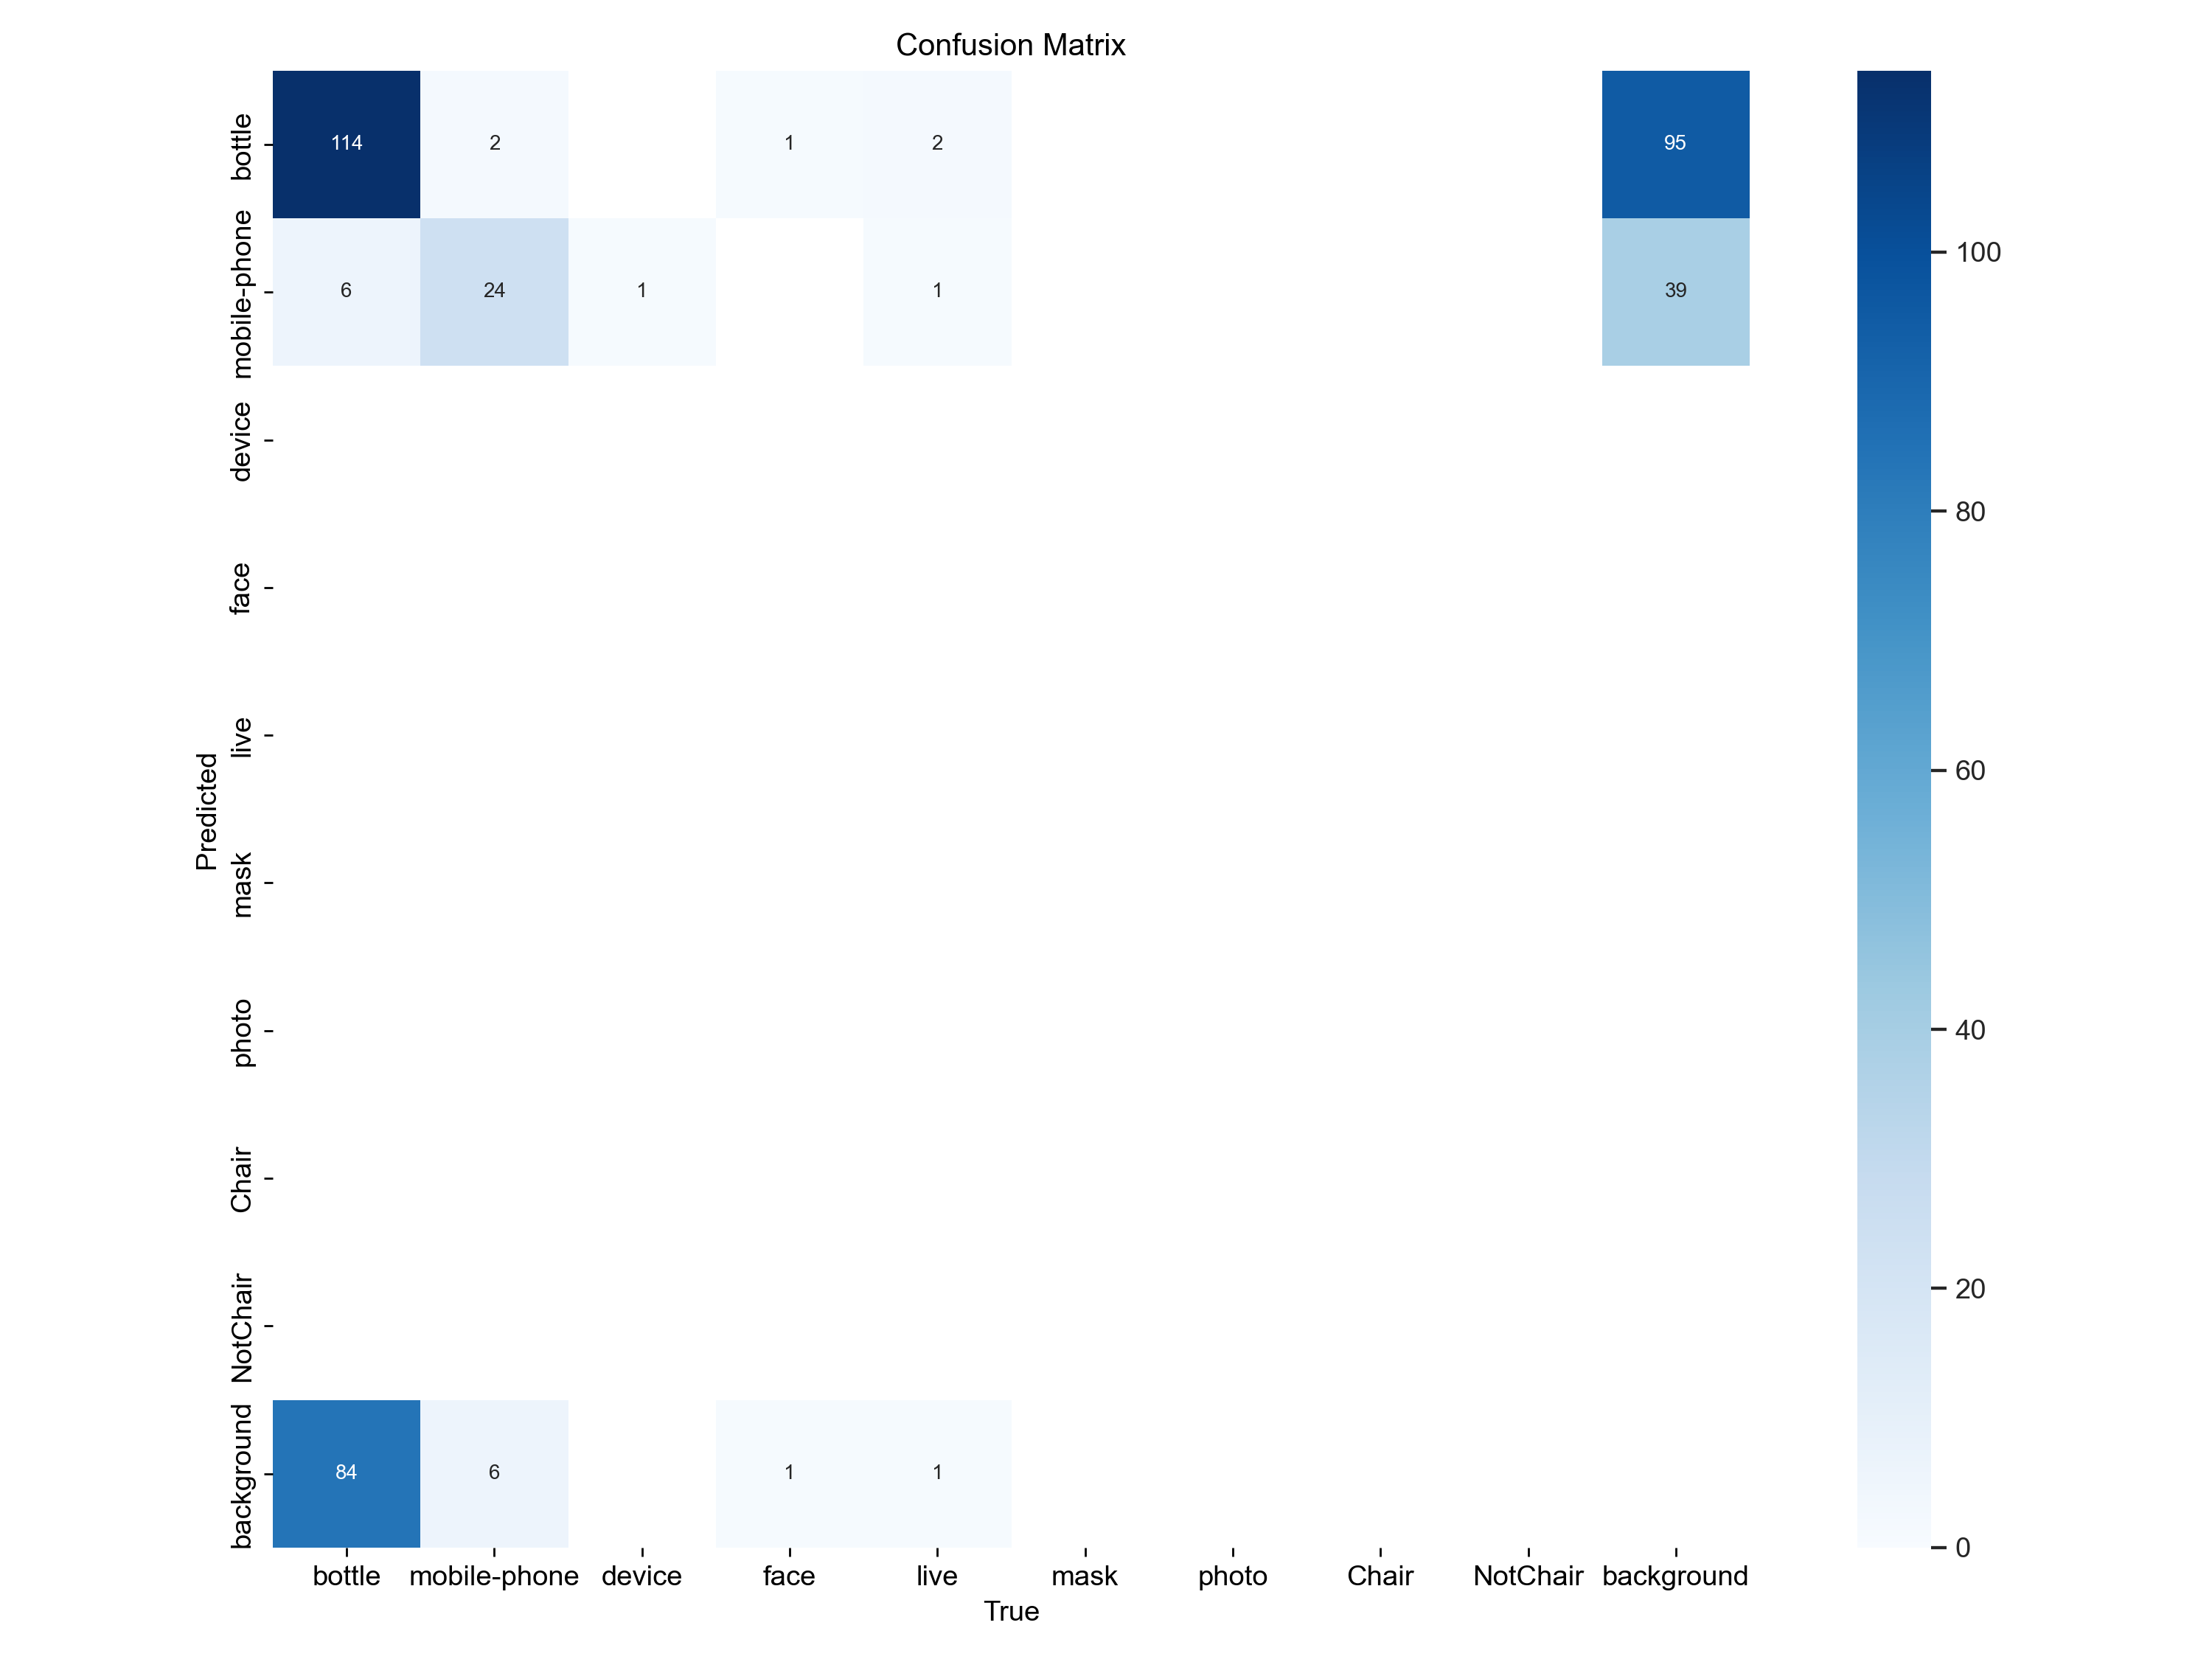 Confusion Matrix
bottle
114
2
1
2
95
mobile-phone
6
24
1
1
39
device
face
live
mask
photo
Chair
NotChair
background
84
6
1
1
Predicted
bottle
mobile-phone
device
face
live
mask
photo
Chair
NotChair
background
True
100
80
60
40
20
0